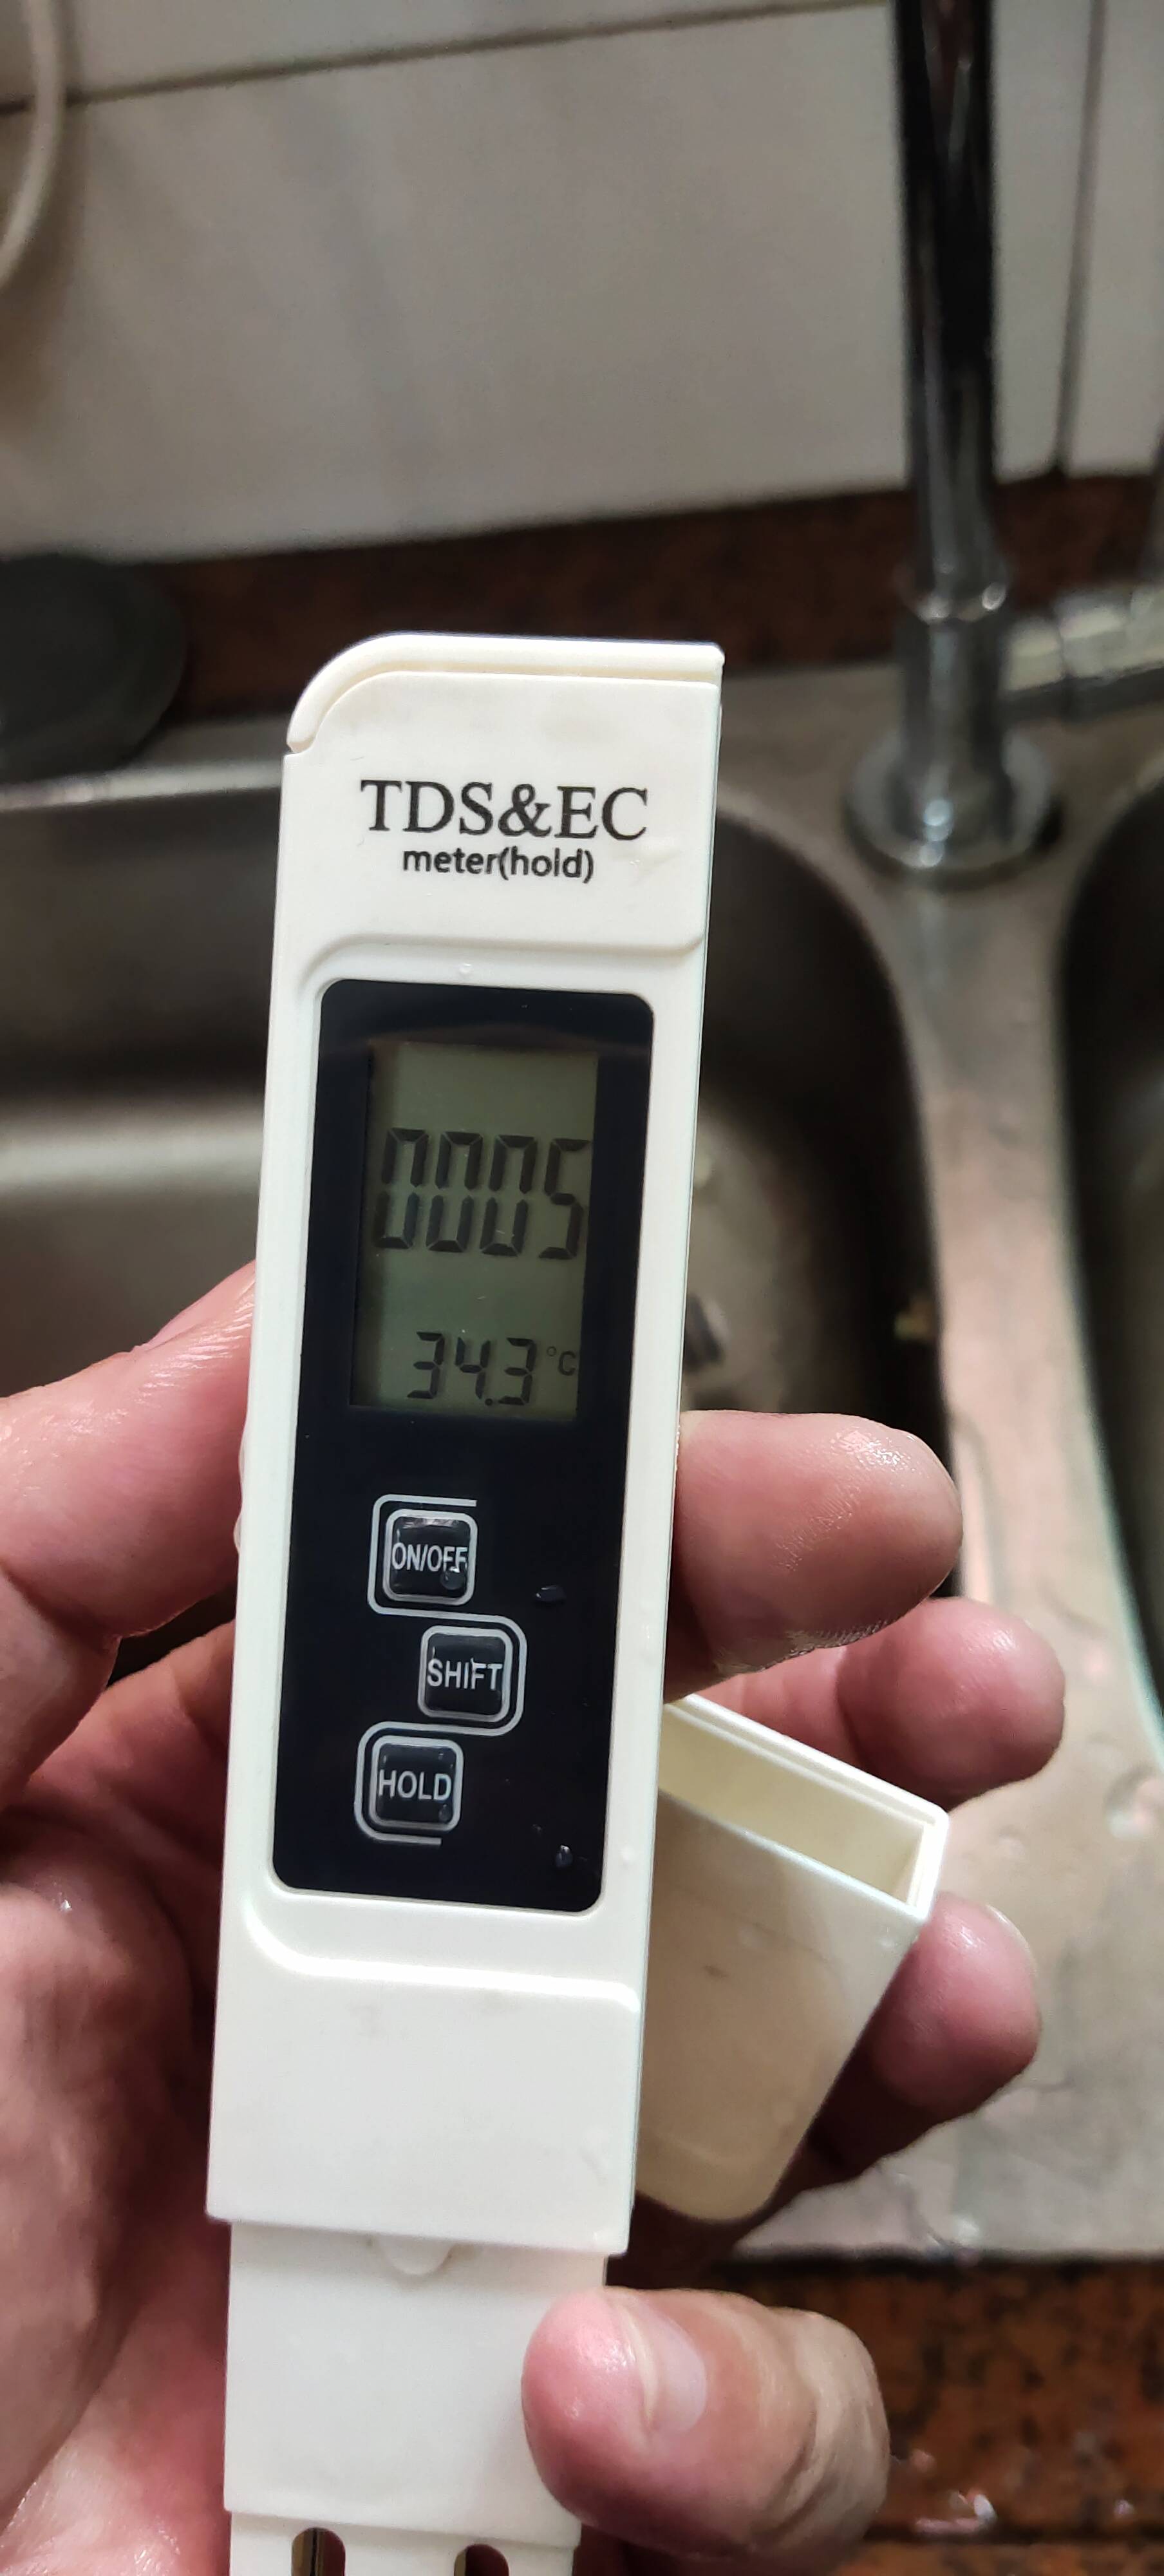 TDS&EC
meter(hold)
0005
34.3 °C
ON/OFF
SHIFT
HOLD